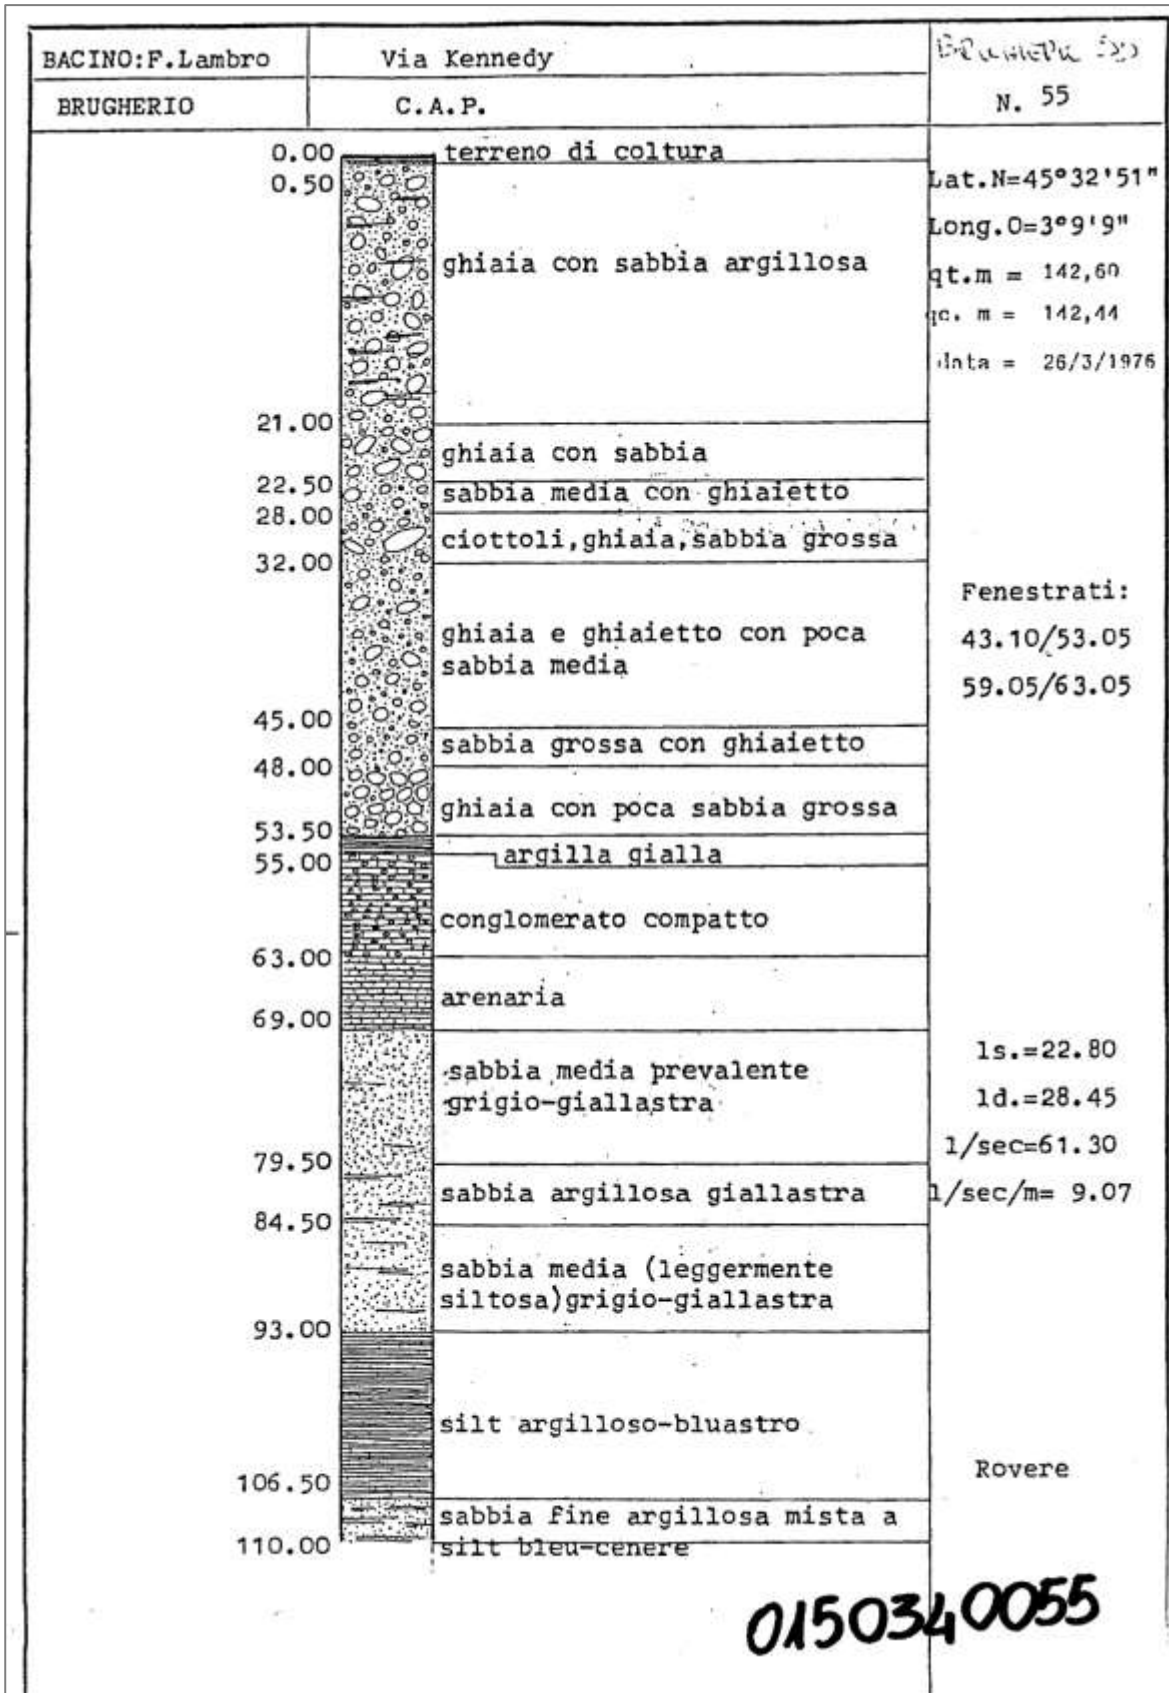 BACINO:F.Lambro
Via Kennedy
BRUGHERIO
C.A.P.
N. 55
0.00
terreno di coltura
0.50
Lat.N=45°32'51"
Long.O=3°9'9"
ghiaia con sabbia argillosa
qt.m = 142,60
qc. m = 142,44
data = 26/3/1976
21.00
ghiaia con sabbia
22.50
sabbia media con ghiaietto
28.00
ciottoli,ghiaia,sabbia grossa
32.00
Fenestrati:
ghiaia e ghiaietto con poca
sabbia media
43.10/53.05
59.05/63.05
45.00
sabbia grossa con ghiaietto
48.00
ghiaia con poca sabbia grossa
53.50
argilla gialla
55.00
conglomerato compatto
63.00
arenaria
69.00
ls.=22.80
sabbia media prevalente
grigio-giallastra
ld.=28.45
l/sec=61.30
79.50
sabbia argillosa giallastra
l/sec/m= 9.07
84.50
sabbia media (leggermente
siltosa)grigio-giallastra
93.00
silt argilloso-bluastro
Rovere
106.50
sabbia fine argillosa mista a
silt bleu-cenere
110.00
0150340055